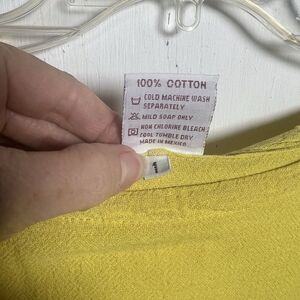 100% COTTON
COLD MACHINE WASH
SEPARATELY
MILD SOAP ONLY
NON CHLORINE BLEACH
COOL TUMBLE DRY
MADE IN MEXICO